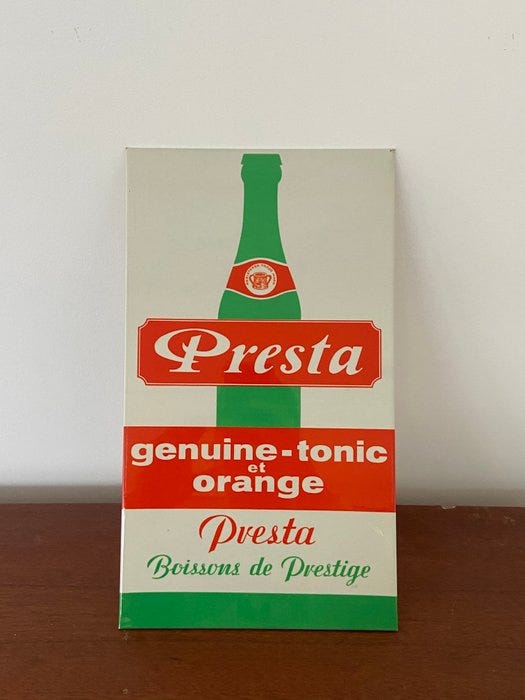 Presta
genuine-tonic
et
orange
Presta
Boissons de Prestige